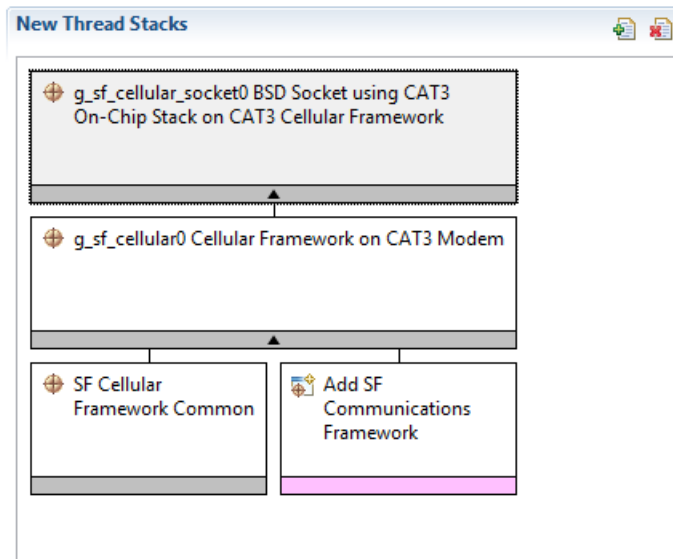 New Thread Stacks
g_sf_cellular_socket0 BSD Socket using CAT3
On-Chip Stack on CAT3 Cellular Framework
g_sf_cellular0 Cellular Framework on CAT3 Modem
SF Cellular
Framework Common
Add SF
Communications
Framework